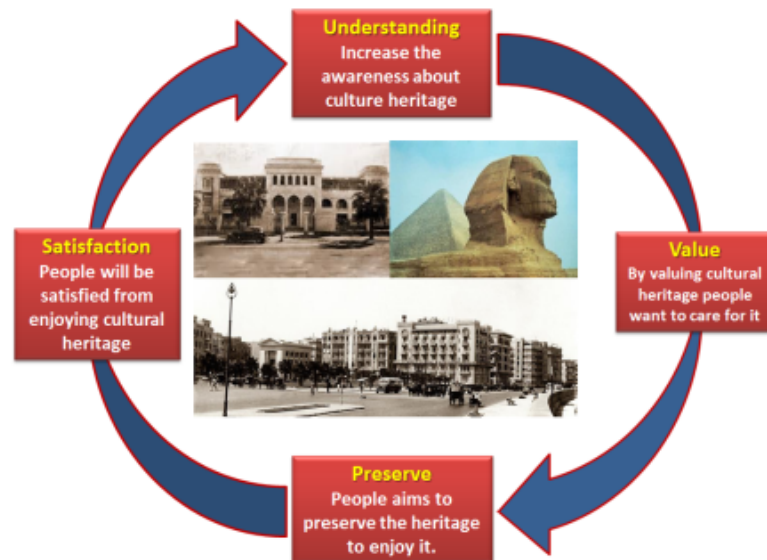 Understanding
Increase the
awareness about
culture heritage
Value
By valuing cultural
heritage people
want to care for it
Preserve
People aims to
preserve the heritage
to enjoy it.
Satisfaction
People will be
satisfied from
enjoying cultural
heritage